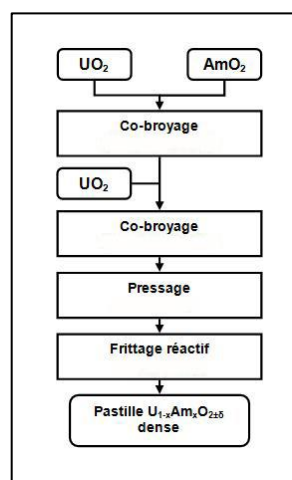 UO₂ AmO₂
Co-broyage
UO₂
Co-broyage
Pressage
Frittage réactif
Pastille U₁₋ₓAmₓO₂±δ
dense